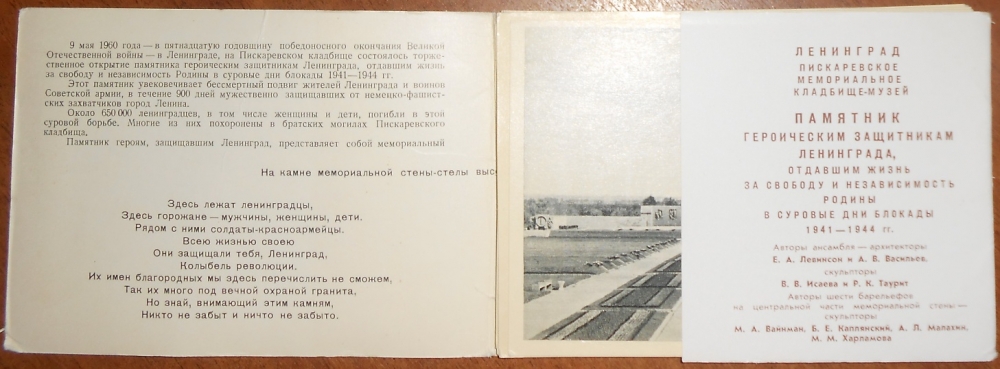 9 мая 1960 года — в пятнадцатую годовщину победоносного окончания Великой
Отечественной войны — в Ленинграде, на Пискаревском кладбище состоялось торже-
ственное открытие памятника героическим защитникам Ленинграда, отдавшим жизнь
за свободу и независимость Родины в суровые дни блокады 1941—1944 гг.
Этот памятник увековечивает бессмертный подвиг жителей Ленинграда и воинов
Советской армии, в течение 900 дней мужественно защищавших от немецко-фашист-
ских захватчиков город Ленина.
Около 650 000 ленинградцев, в том числе женщины и дети, погибли в этой
суровой борьбе. Многие из них похоронены в братских могилах Пискаревского
кладбища.
Памятник героям, защищавшим Ленинград, представляет собой мемориальный
На камне мемориальной стены-стелы выс
Здесь лежат ленинградцы,
Здесь горожане — мужчины, женщины, дети.
Рядом с ними солдаты-красноармейцы.
Всею жизнью своею
Они защищали тебя, Ленинград,
Колыбель революции.
Их имен благородных мы здесь перечислить не сможем,
Так их много под вечной охраной гранита,
Но знай, внимающий этим камням,
Никто не забыт и ничто не забыто.
ЛЕНИНГРАД
ПИСКАРЕВСКОЕ
МЕМОРИАЛЬНОЕ
КЛАДБИЩЕ-МУЗЕЙ
ПАМЯТНИК
ГЕРОИЧЕСКИМ ЗАЩИТНИКАМ
ЛЕНИНГРАДА,
ОТДАВШИМ ЖИЗНЬ
ЗА СВОБОДУ И НЕЗАВИСИМОСТЬ
РОДИНЫ
В СУРОВЫЕ ДНИ БЛОКАДЫ
1941—1944 гг.
Авторы ансамбля — архитекторы
Е. А. Левинсон и А. В. Васильев,
скульпторы
В. В. Исаева и Р. К. Таурит
Авторы шести барельефов
на центральной части мемориальной стены —
скульпторы
М. А. Вайнман, Б. Е. Каплянский, А. Л. Малахин,
М. М. Харламова